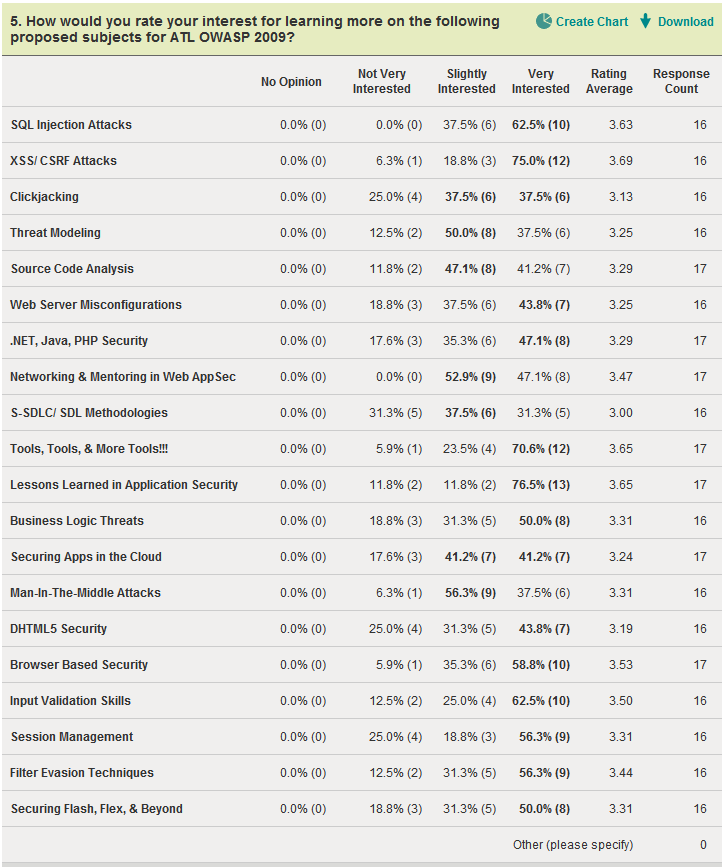 5. How would you rate your interest for learning more on the following
proposed subjects for ATL OWASP 2009?
Create Chart Download
No Opinion Not Very Interested Slightly Interested Very Interested Rating Average Response Count
SQL Injection Attacks 0.0% (0) 0.0% (0) 37.5% (6) 62.5% (10) 3.63 16
XSS/ CSRF Attacks 0.0% (0) 6.3% (1) 18.8% (3) 75.0% (12) 3.69 16
Clickjacking 0.0% (0) 25.0% (4) 37.5% (6) 37.5% (6) 3.13 16
Threat Modeling 0.0% (0) 12.5% (2) 50.0% (8) 37.5% (6) 3.25 16
Source Code Analysis 0.0% (0) 11.8% (2) 47.1% (8) 41.2% (7) 3.29 17
Web Server Misconfigurations 0.0% (0) 18.8% (3) 37.5% (6) 43.8% (7) 3.25 16
.NET, Java, PHP Security 0.0% (0) 17.6% (3) 35.3% (6) 47.1% (8) 3.29 17
Networking & Mentoring in Web AppSec 0.0% (0) 0.0% (0) 52.9% (9) 47.1% (8) 3.47 17
S-SDLC/ SDL Methodologies 0.0% (0) 31.3% (5) 37.5% (6) 31.3% (5) 3.00 16
Tools, Tools, & More Tools!!! 0.0% (0) 5.9% (1) 23.5% (4) 70.6% (12) 3.65 17
Lessons Learned in Application Security 0.0% (0) 11.8% (2) 11.8% (2) 76.5% (13) 3.65 17
Business Logic Threats 0.0% (0) 18.8% (3) 31.3% (5) 50.0% (8) 3.31 16
Securing Apps in the Cloud 0.0% (0) 17.6% (3) 41.2% (7) 41.2% (7) 3.24 17
Man-In-The-Middle Attacks 0.0% (0) 6.3% (1) 56.3% (9) 37.5% (6) 3.31 16
DHTML5 Security 0.0% (0) 25.0% (4) 31.3% (5) 43.8% (7) 3.19 16
Browser Based Security 0.0% (0) 5.9% (1) 35.3% (6) 58.8% (10) 3.53 17
Input Validation Skills 0.0% (0) 12.5% (2) 25.0% (4) 62.5% (10) 3.50 16
Session Management 0.0% (0) 25.0% (4) 18.8% (3) 56.3% (9) 3.31 16
Filter Evasion Techniques 0.0% (0) 12.5% (2) 31.3% (5) 56.3% (9) 3.44 16
Securing Flash, Flex, & Beyond 0.0% (0) 18.8% (3) 31.3% (5) 50.0% (8) 3.31 16
Other (please specify) 0